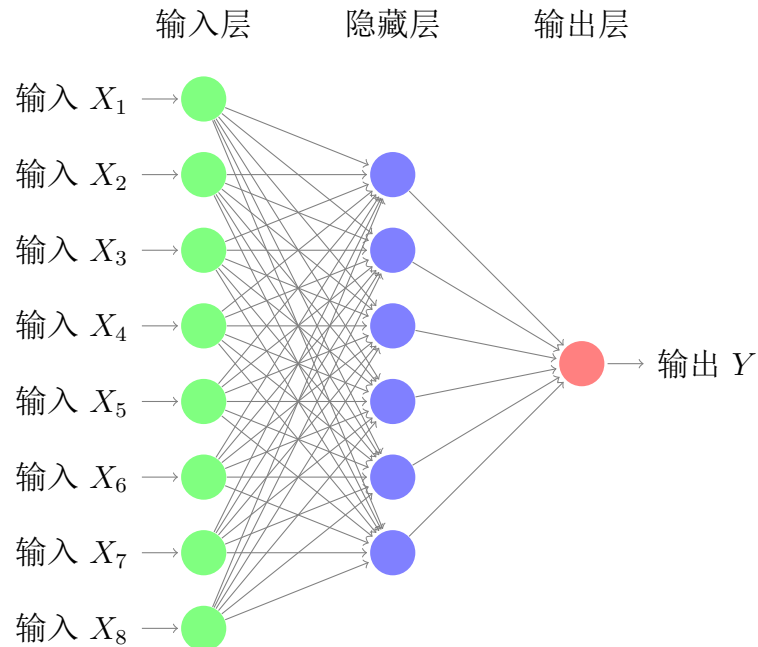 输入层 隐藏层 输出层
输入 X₁
输入 X₂
输入 X₃
输入 X₄
输入 X₅
输入 X₆
输入 X₇
输入 X₈
输出 Y